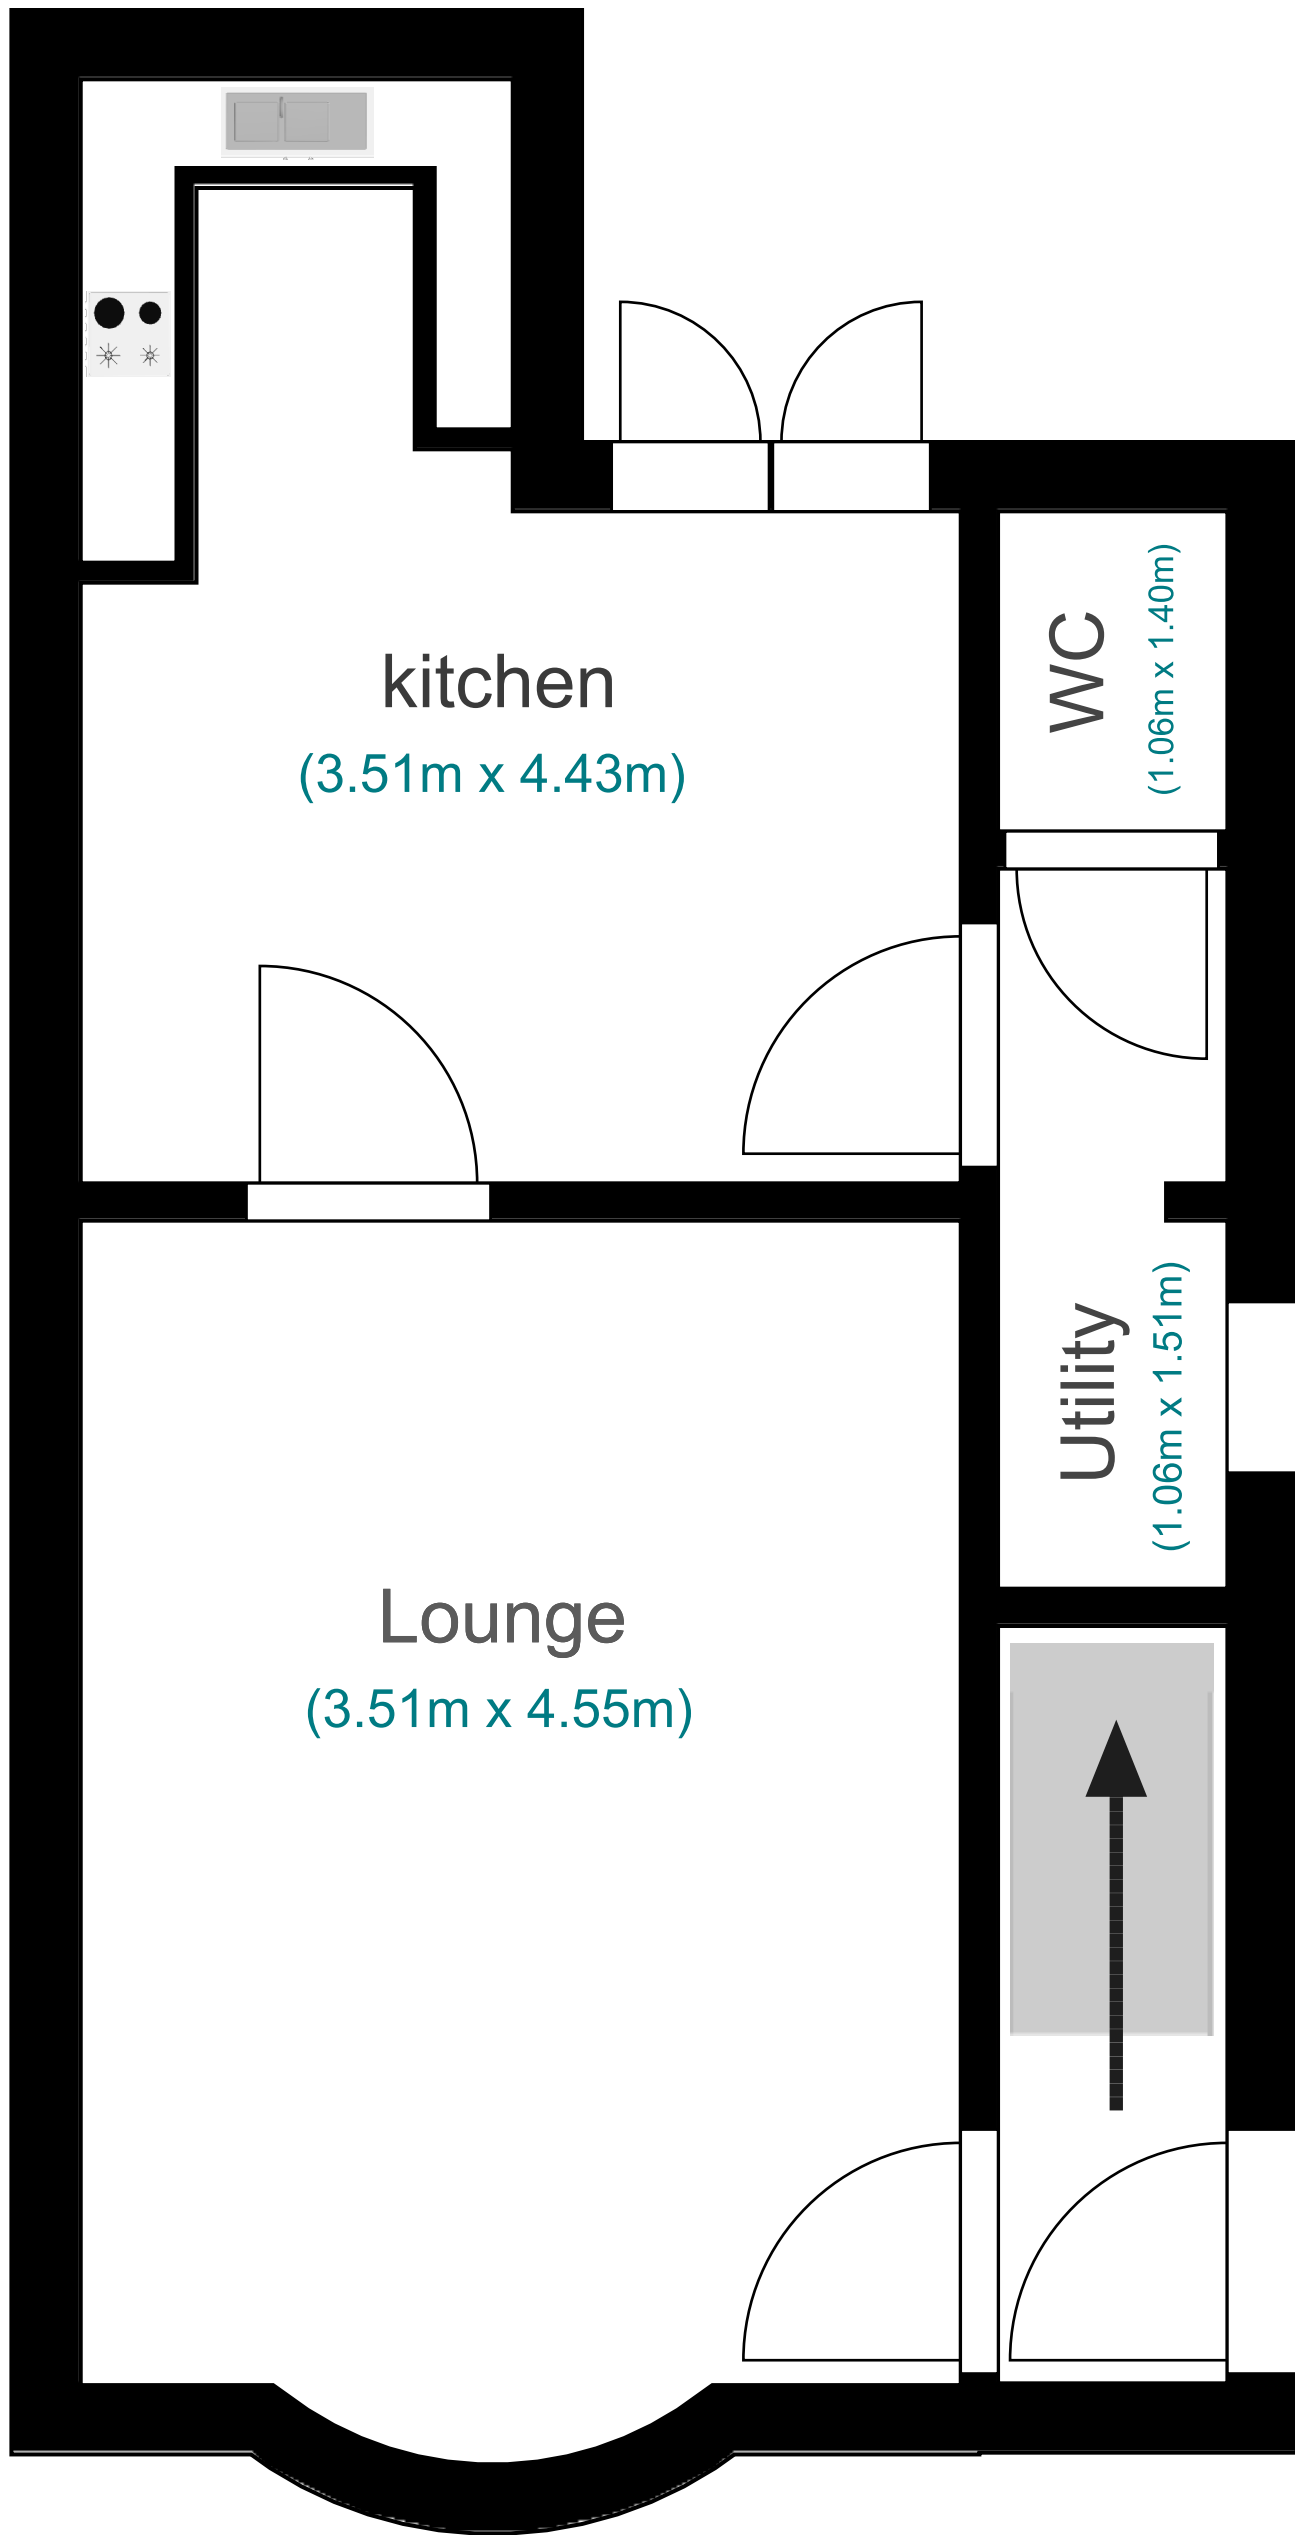 kitchen
(3.51m x 4.43m)
WC
(1.06m x 1.40m)
Utility
(1.06m x 1.51m)
Lounge
(3.51m x 4.55m)